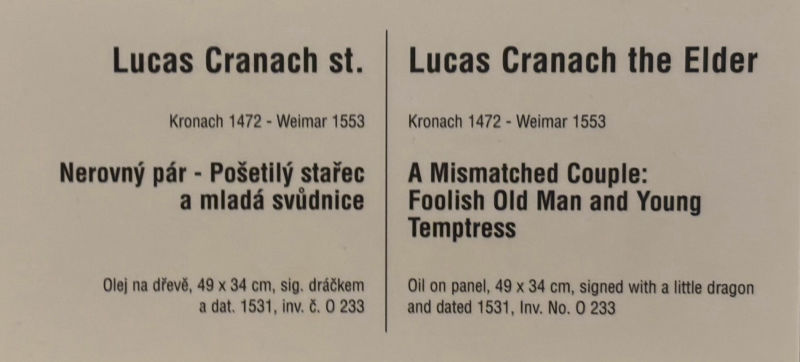 Lucas Cranach st.
Kronach 1472 - Weimar 1553
Nerovný pár - Pošetilý stařec
a mladá svůdnice
Olej na dřevě, 49 x 34 cm, sig. dráčkem
a dat. 1531, inv. č. O 233
Lucas Cranach the Elder
Kronach 1472 - Weimar 1553
A Mismatched Couple:
Foolish Old Man and Young
Temptress
Oil on panel, 49 x 34 cm, signed with a little dragon
and dated 1531, Inv. No. O 233